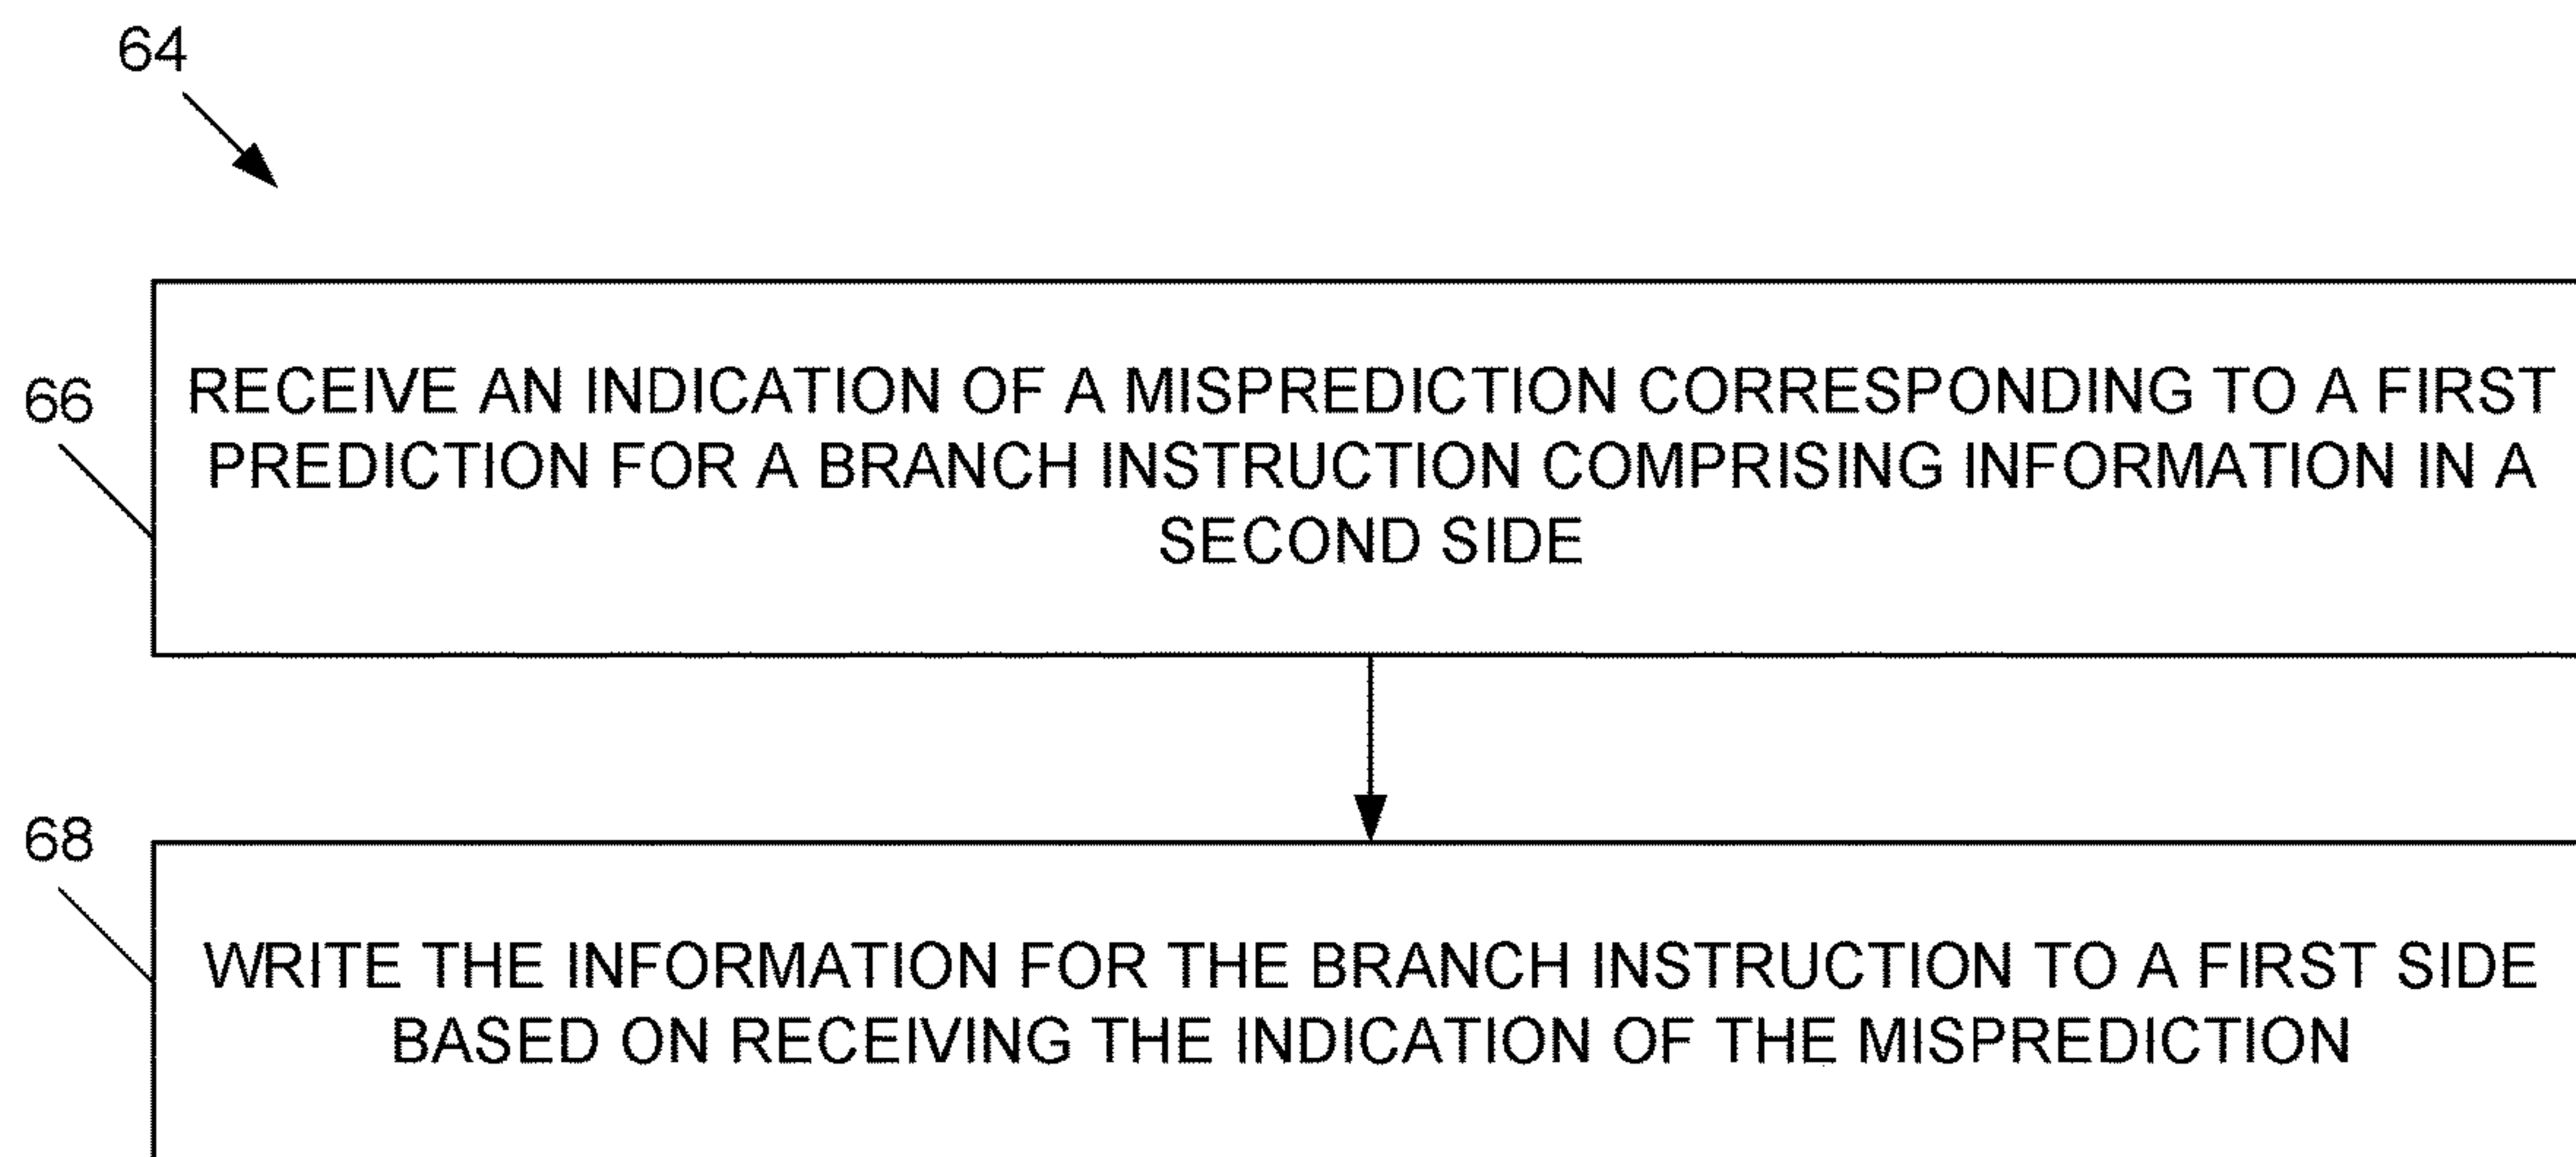 64
66
RECEIVE AN INDICATION OF A MISPREDICTION CORRESPONDING TO A FIRST
PREDICTION FOR A BRANCH INSTRUCTION COMPRISING INFORMATION IN A
SECOND SIDE
68
WRITE THE INFORMATION FOR THE BRANCH INSTRUCTION TO A FIRST SIDE
BASED ON RECEIVING THE INDICATION OF THE MISPREDICTION